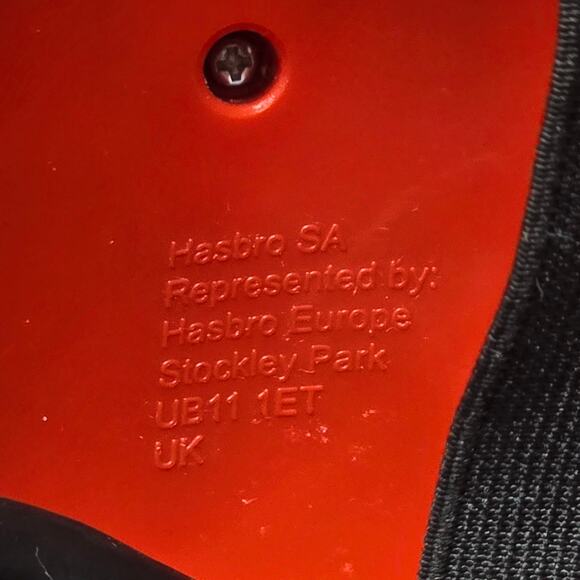 Hasbro SA
Represented by:
Hasbro Europe
Stockley Park
UB11 1ET
UK